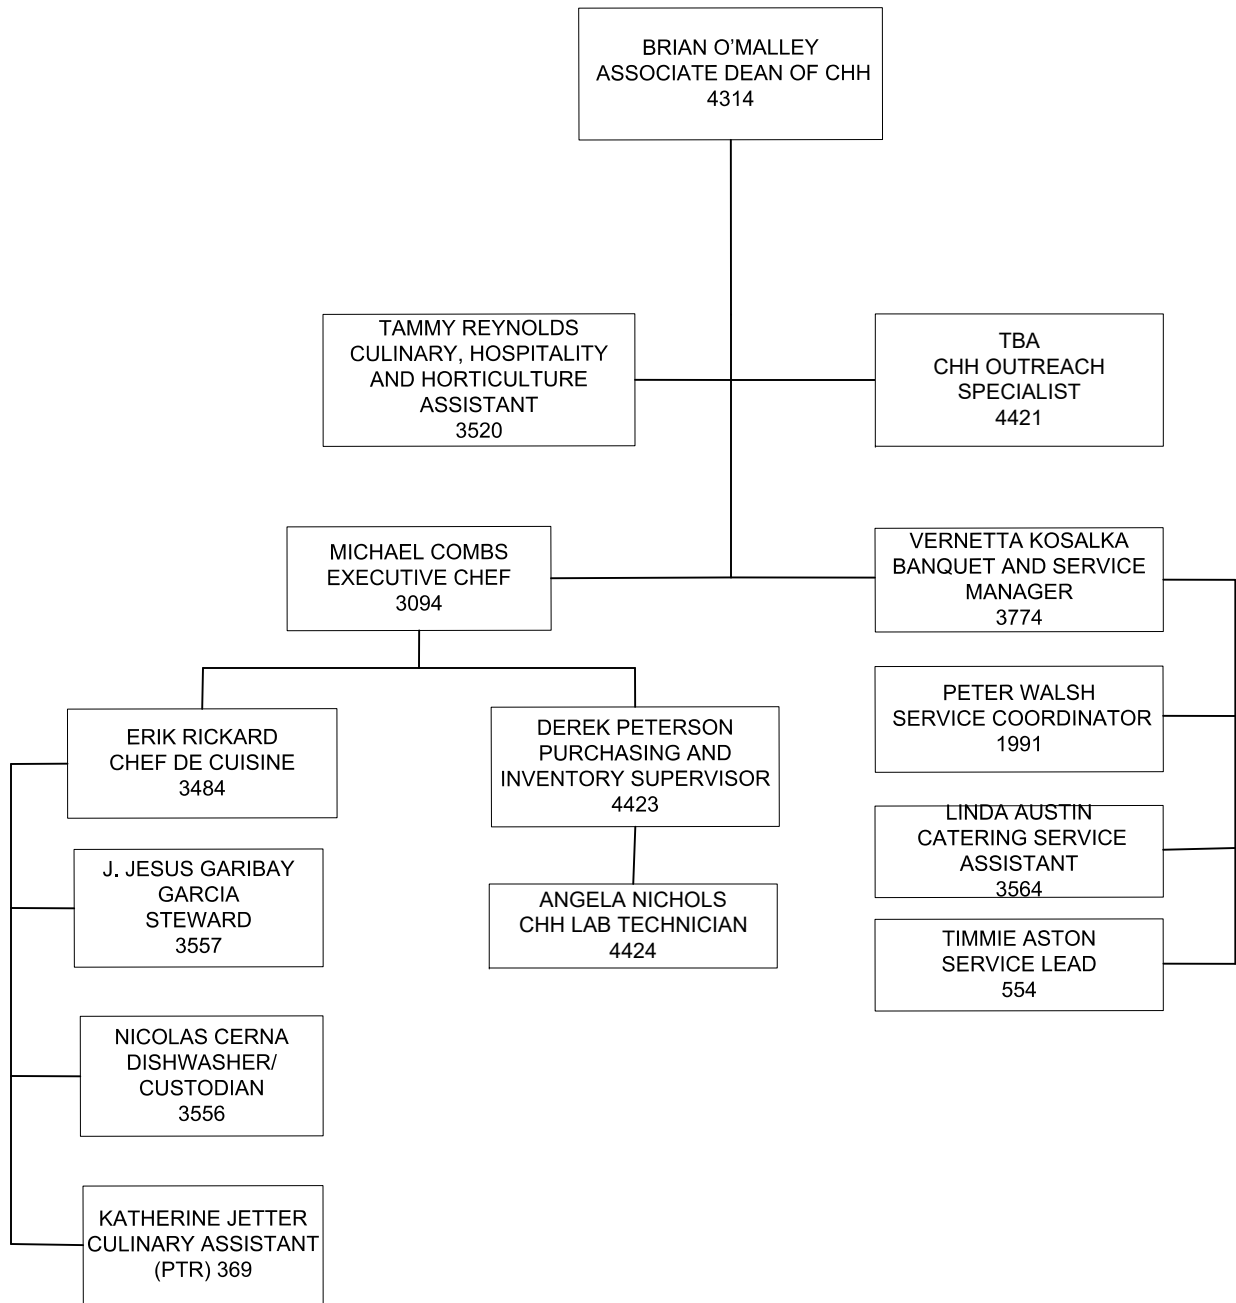 BRIAN O’MALLEY
ASSOCIATE DEAN OF CHH
4314
TAMMY REYNOLDS
CULINARY, HOSPITALITY
AND HORTICULTURE
ASSISTANT
3520
TBA
CHH OUTREACH
SPECIALIST
4421
MICHAEL COMBS
EXECUTIVE CHEF
3094
VERNETTA KOSALKA
BANQUET AND SERVICE
MANAGER
3774
ERIK RICKARD
CHEF DE CUISINE
3484
DEREK PETERSON
PURCHASING AND
INVENTORY SUPERVISOR
4423
PETER WALSH
SERVICE COORDINATOR
1991
J. JESUS GARIBAY
GARCIA
STEWARD
3557
ANGELA NICHOLS
CHH LAB TECHNICIAN
4424
LINDA AUSTIN
CATERING SERVICE
ASSISTANT
3564
TIMMIE ASTON
SERVICE LEAD
554
NICOLAS CERNA
DISHWASHER/
CUSTODIAN
3556
KATHERINE JETTER
CULINARY ASSISTANT
(PTR) 369